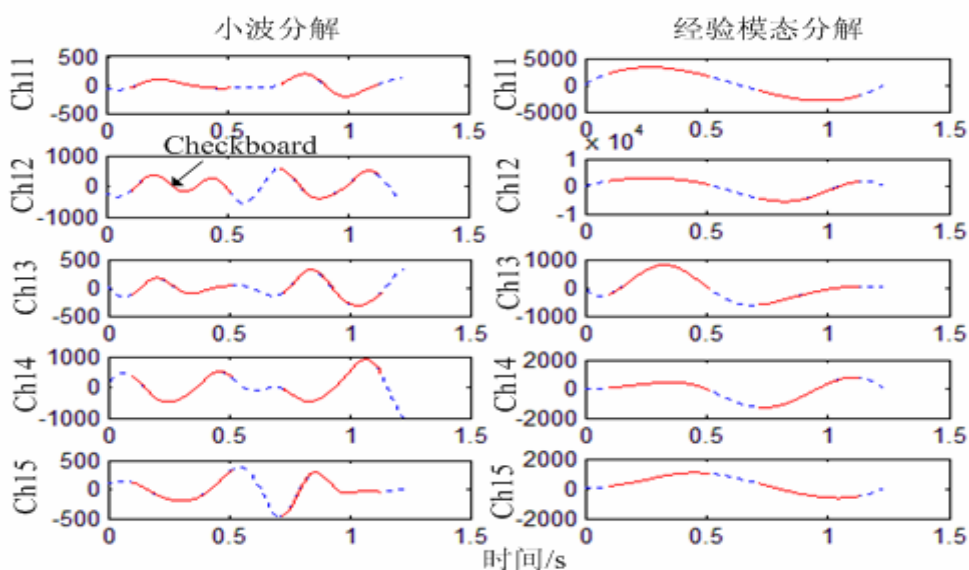 小波分解 经验模态分解
Ch11 500 0 -500 0 0.5 1 1.5
Ch11 5000 0 -5000 0 0.5 1 1.5
Ch12 1000 0 -1000 Checkboard 0 0.5 1 1.5
Ch12 × 10^4 1 0 -1 0 0.5 1 1.5
Ch13 500 0 -500 0 0.5 1 1.5
Ch13 1000 0 -1000 0 0.5 1 1.5
Ch14 1000 0 -1000 0 0.5 1 1.5
Ch14 2000 0 -2000 0 0.5 1 1.5
Ch15 500 0 -500 0 0.5 1 1.5
Ch15 2000 0 -2000 0 0.5 1 1.5
时间/s